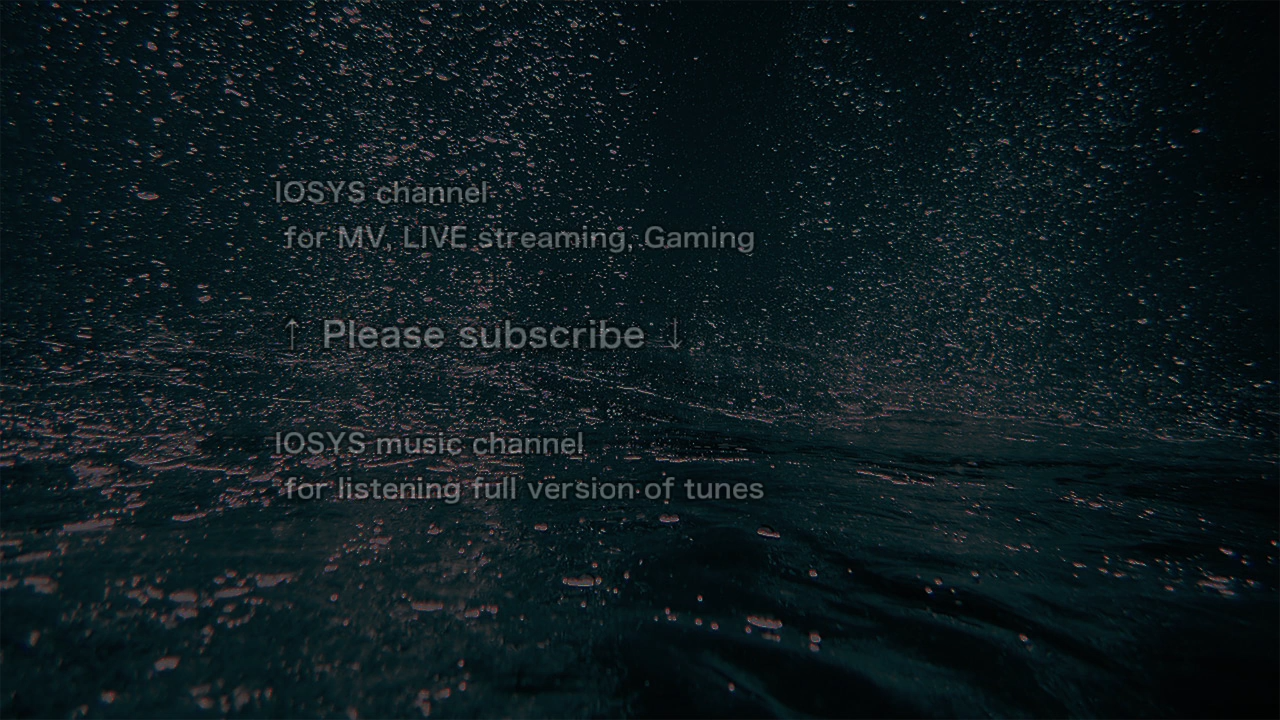 IOSYS channel
for MV, LIVE streaming, Gaming
↑ Please subscribe ↓
IOSYS music channel
for listening full version of tunes